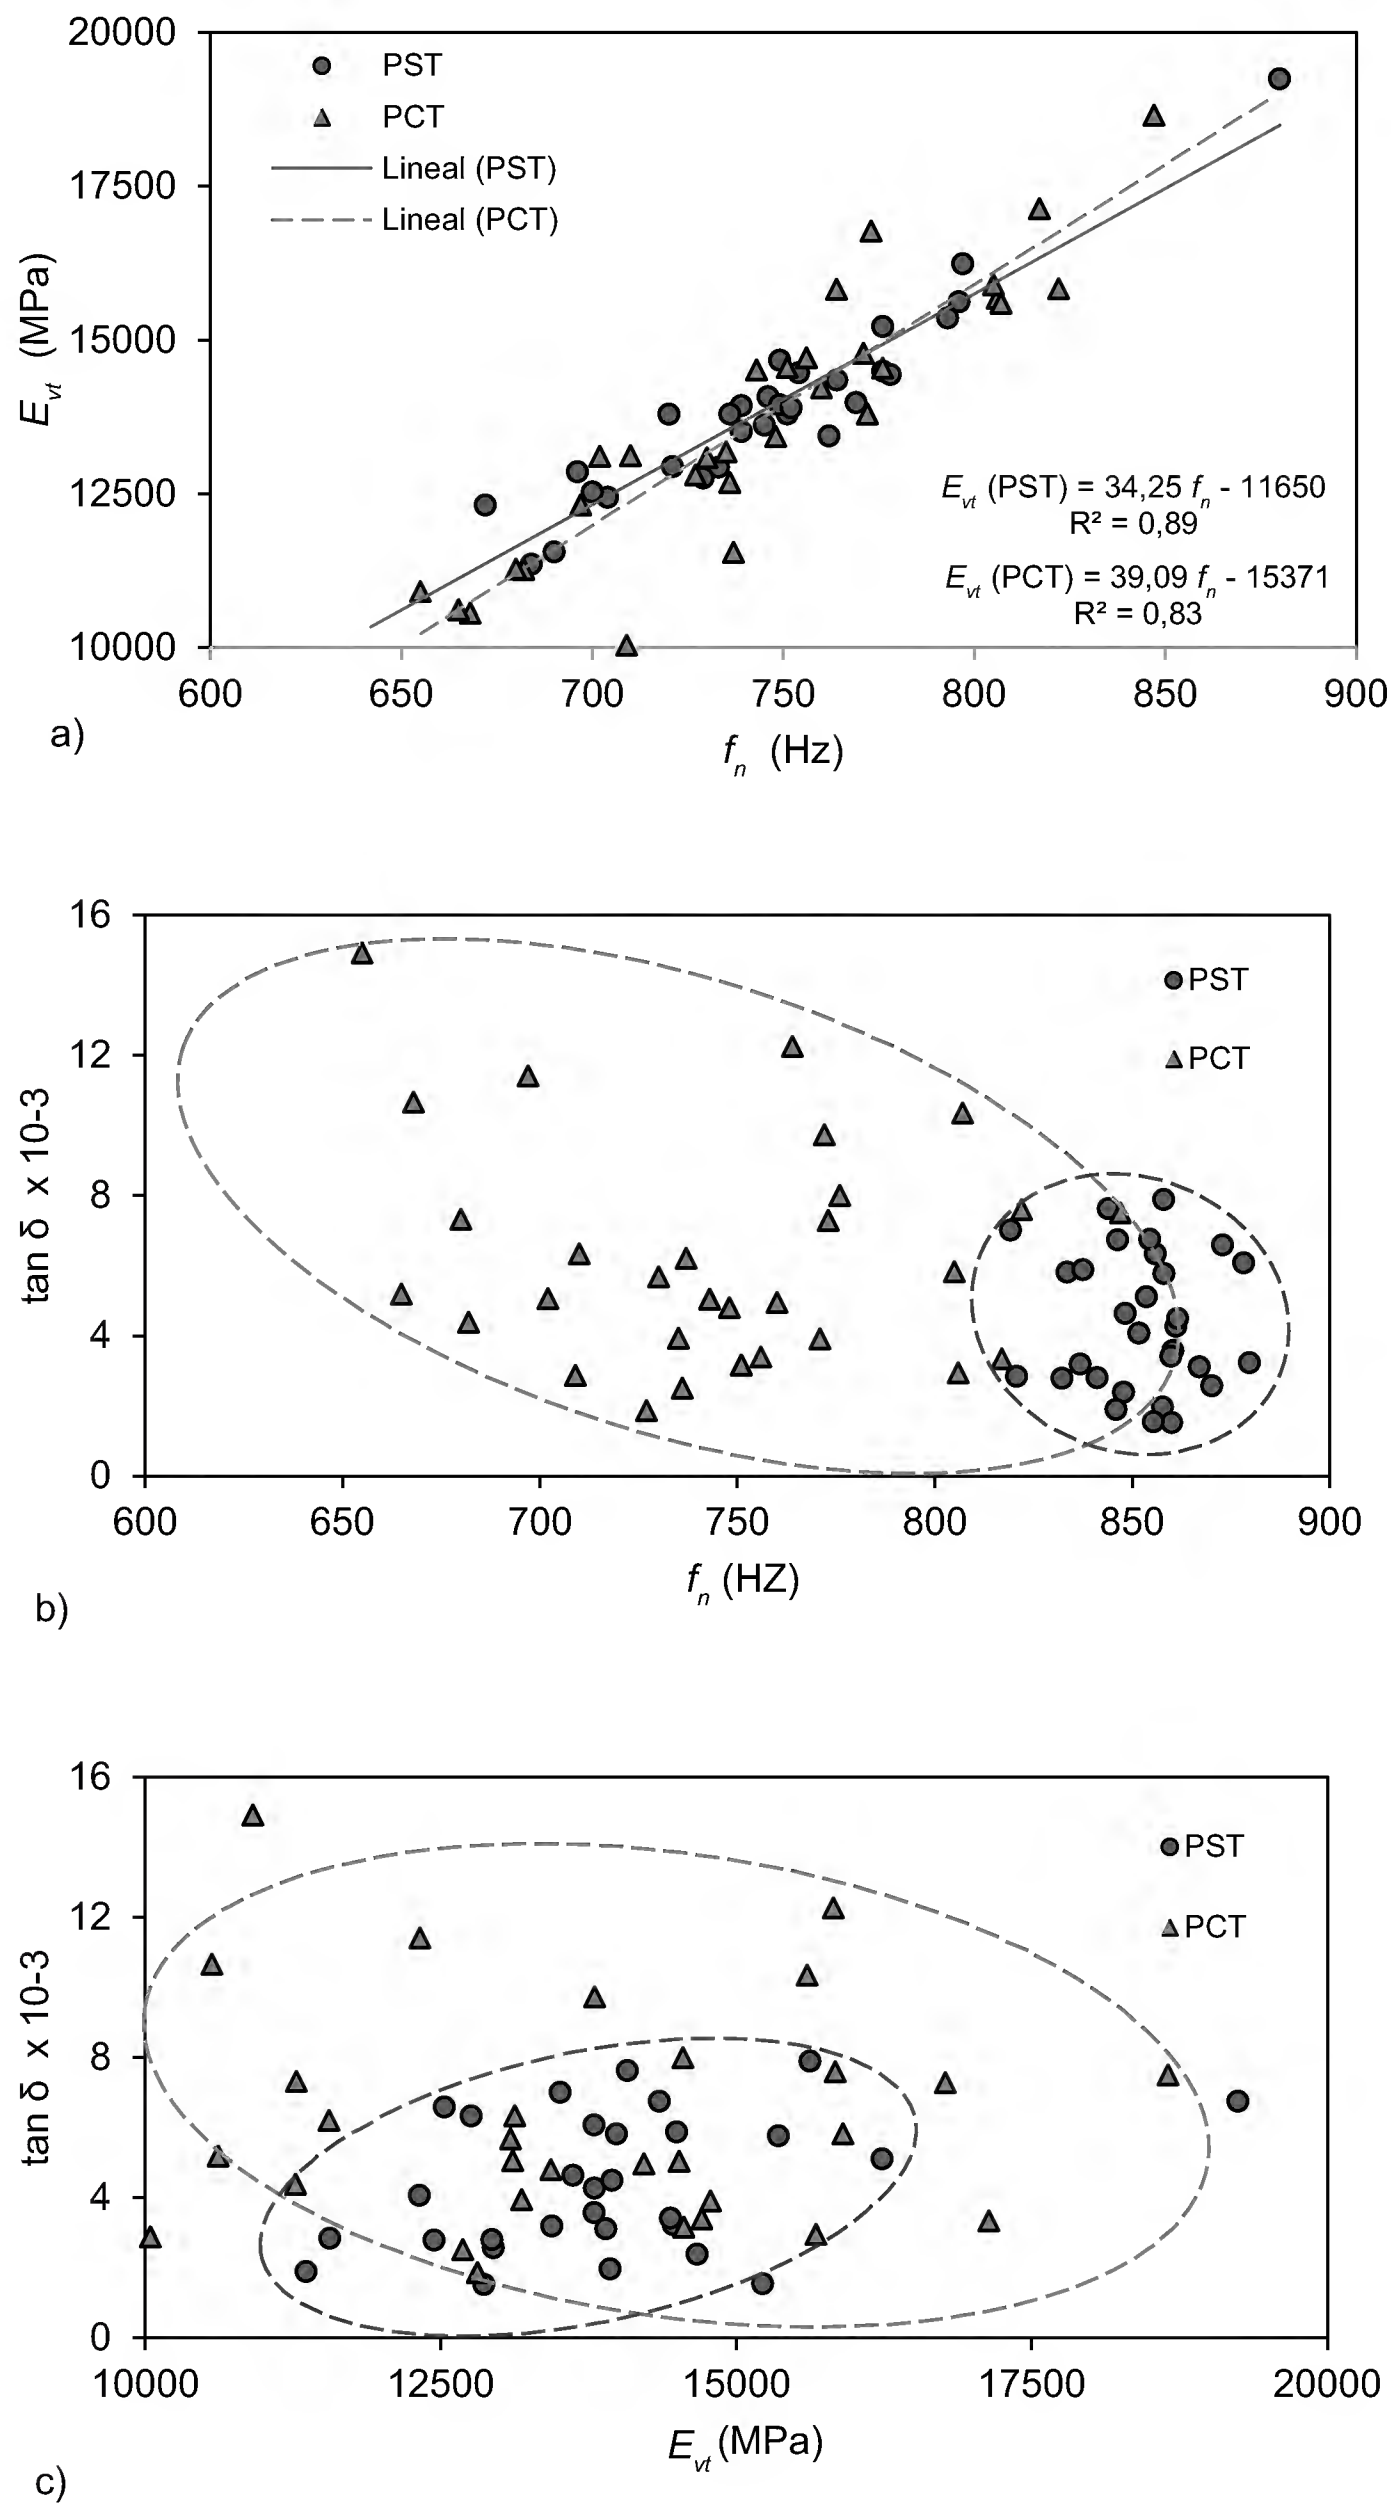 20000
PST
PCT
Lineal (PST)
Lineal (PCT)
17500
15000
12500
10000
E_vt (MPa)
E_vt (PST) = 34,25 f_n - 11650
R² = 0,89
E_vt (PCT) = 39,09 f_n - 15371
R² = 0,83
600 650 700 750 800 850 900
f_n (Hz)
a)
16
12
8
4
0
tan δ x 10-3
PST
PCT
600 650 700 750 800 850 900
f_n (HZ)
b)
16
12
8
4
0
tan δ x 10-3
PST
PCT
10000 12500 15000 17500 20000
E_vt (MPa)
c)